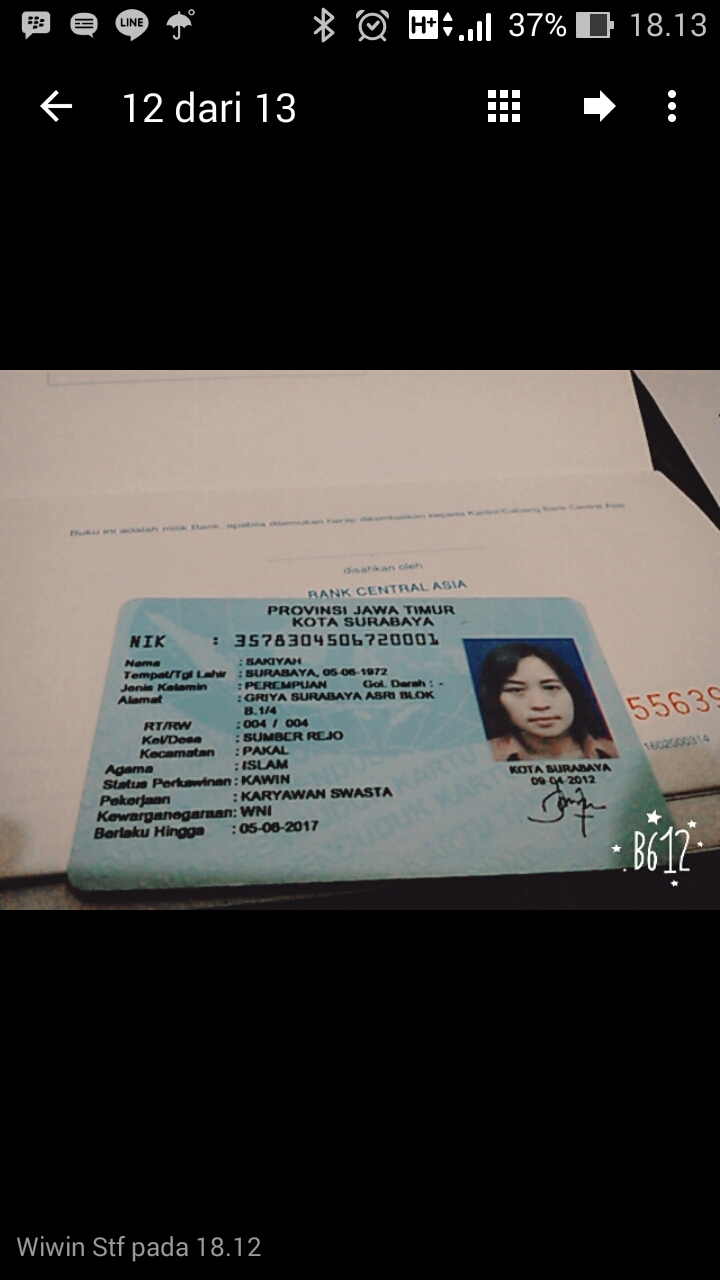 LINE
H+
37%
18.13
12 dari 13
Buku ini adalah milik Bank, apabila ditemukan harap dikembalikan kepada Kantor/Cabang Bank Central Asia
disahkan oleh
BANK CENTRAL ASIA
PROVINSI JAWA TIMUR
KOTA SURABAYA
NIK : 3578304506720001
Nama : SAKIYAH
Tempat/Tgl Lahir : SURABAYA, 05-06-1972
Jenis Kelamin : PEREMPUAN Gol. Darah : -
Alamat : GRIYA SURABAYA ASRI BLOK
B.1/4
RT/RW : 004 / 004
Kel/Desa : SUMBER REJO
Kecamatan : PAKAL
Agama : ISLAM
Status Perkawinan: KAWIN
Pekerjaan : KARYAWAN SWASTA
Kewarganegaraan: WNI
Berlaku Hingga : 05-06-2017
KOTA SURABAYA
09-04-2012
55639
1602000314
B612
Wiwin Stf pada 18.12